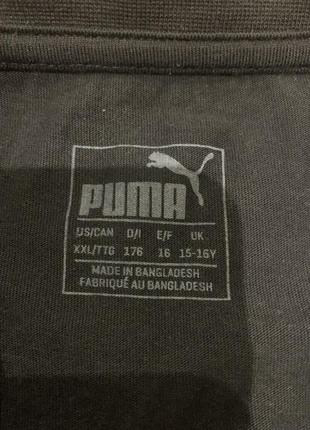 PUMA
US/CAN D/I E/F UK
XXL/TTG 176 16 15-16Y
MADE IN BANGLADESH
FABRIQUÉ AU BANGLADESH